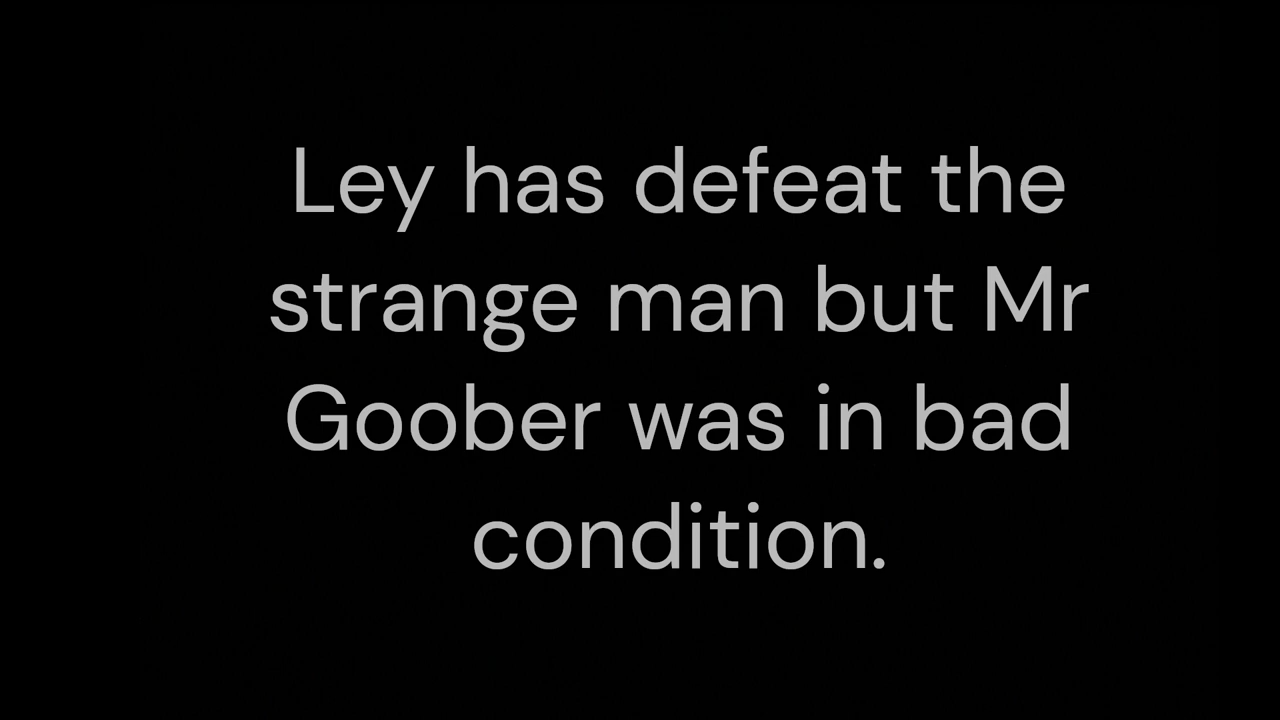 Ley has defeat the
strange man but Mr
Goober was in bad
condition.